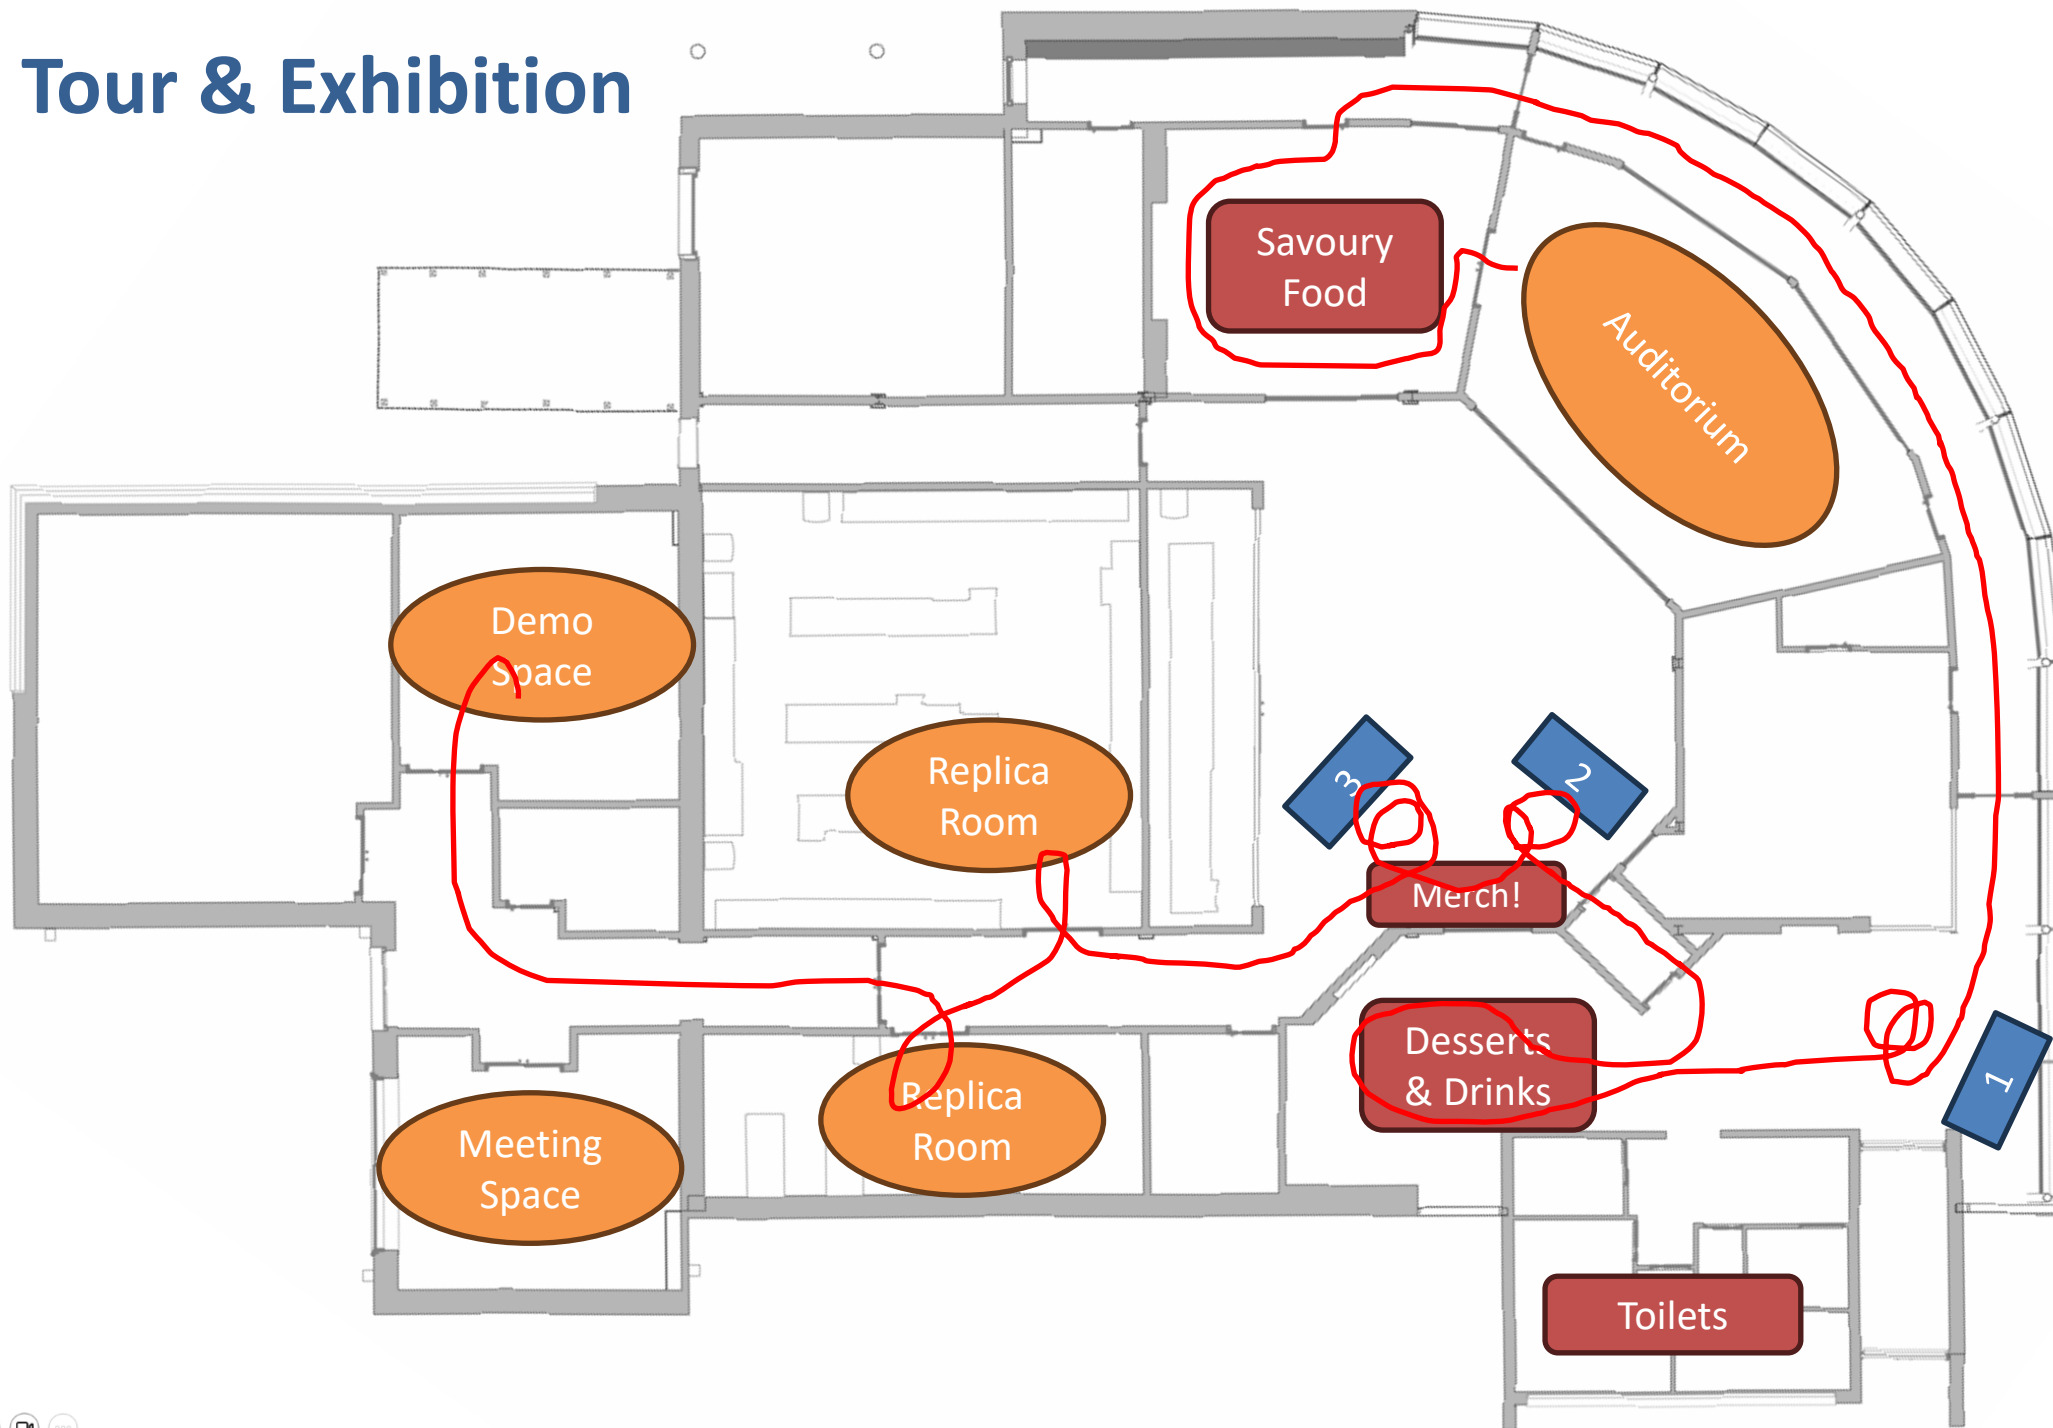 Tour & Exhibition
Savoury
Food
Auditorium
Demo
Space
Replica
Room
3
2
Merch!
Desserts
& Drinks
1
Replica
Room
Meeting
Space
Toilets